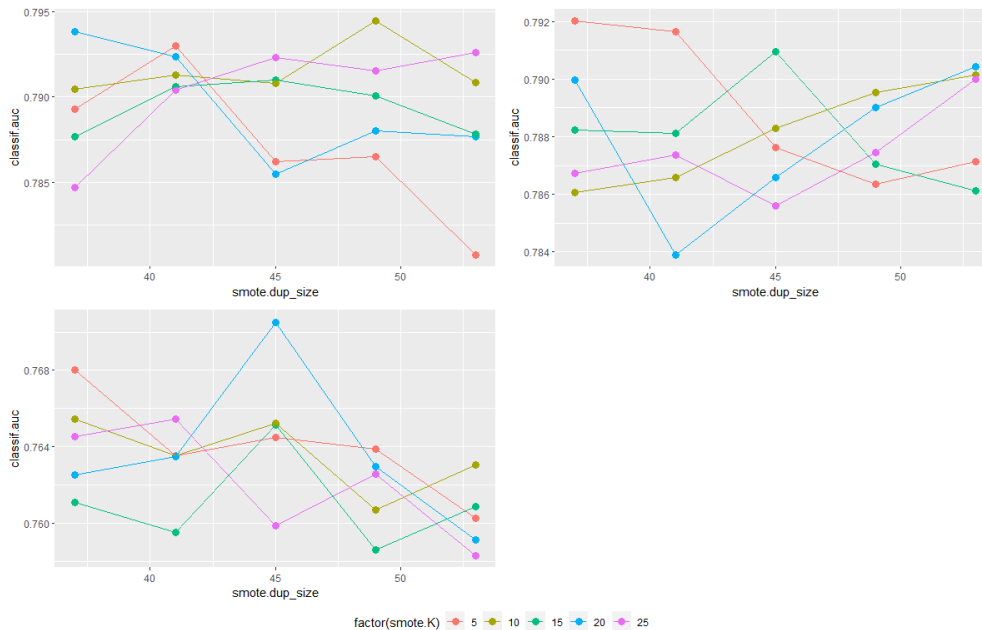 0.795
0.790
0.785
classif.auc
40 45 50
smote.dup_size
0.792
0.790
0.788
0.786
0.784
classif.auc
40 45 50
smote.dup_size
0.768
0.764
0.760
classif.auc
40 45 50
smote.dup_size
factor(smote.K) 5 10 15 20 25